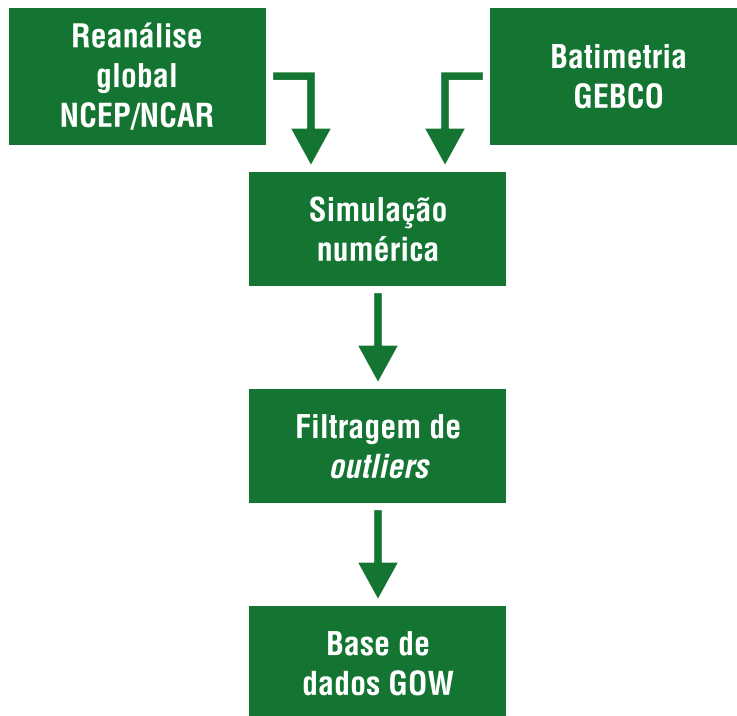 Reanálise
global
NCEP/NCAR
Batimetria
GEBCO
Simulação
numérica
Filtragem de
outliers
Base de
dados GOW